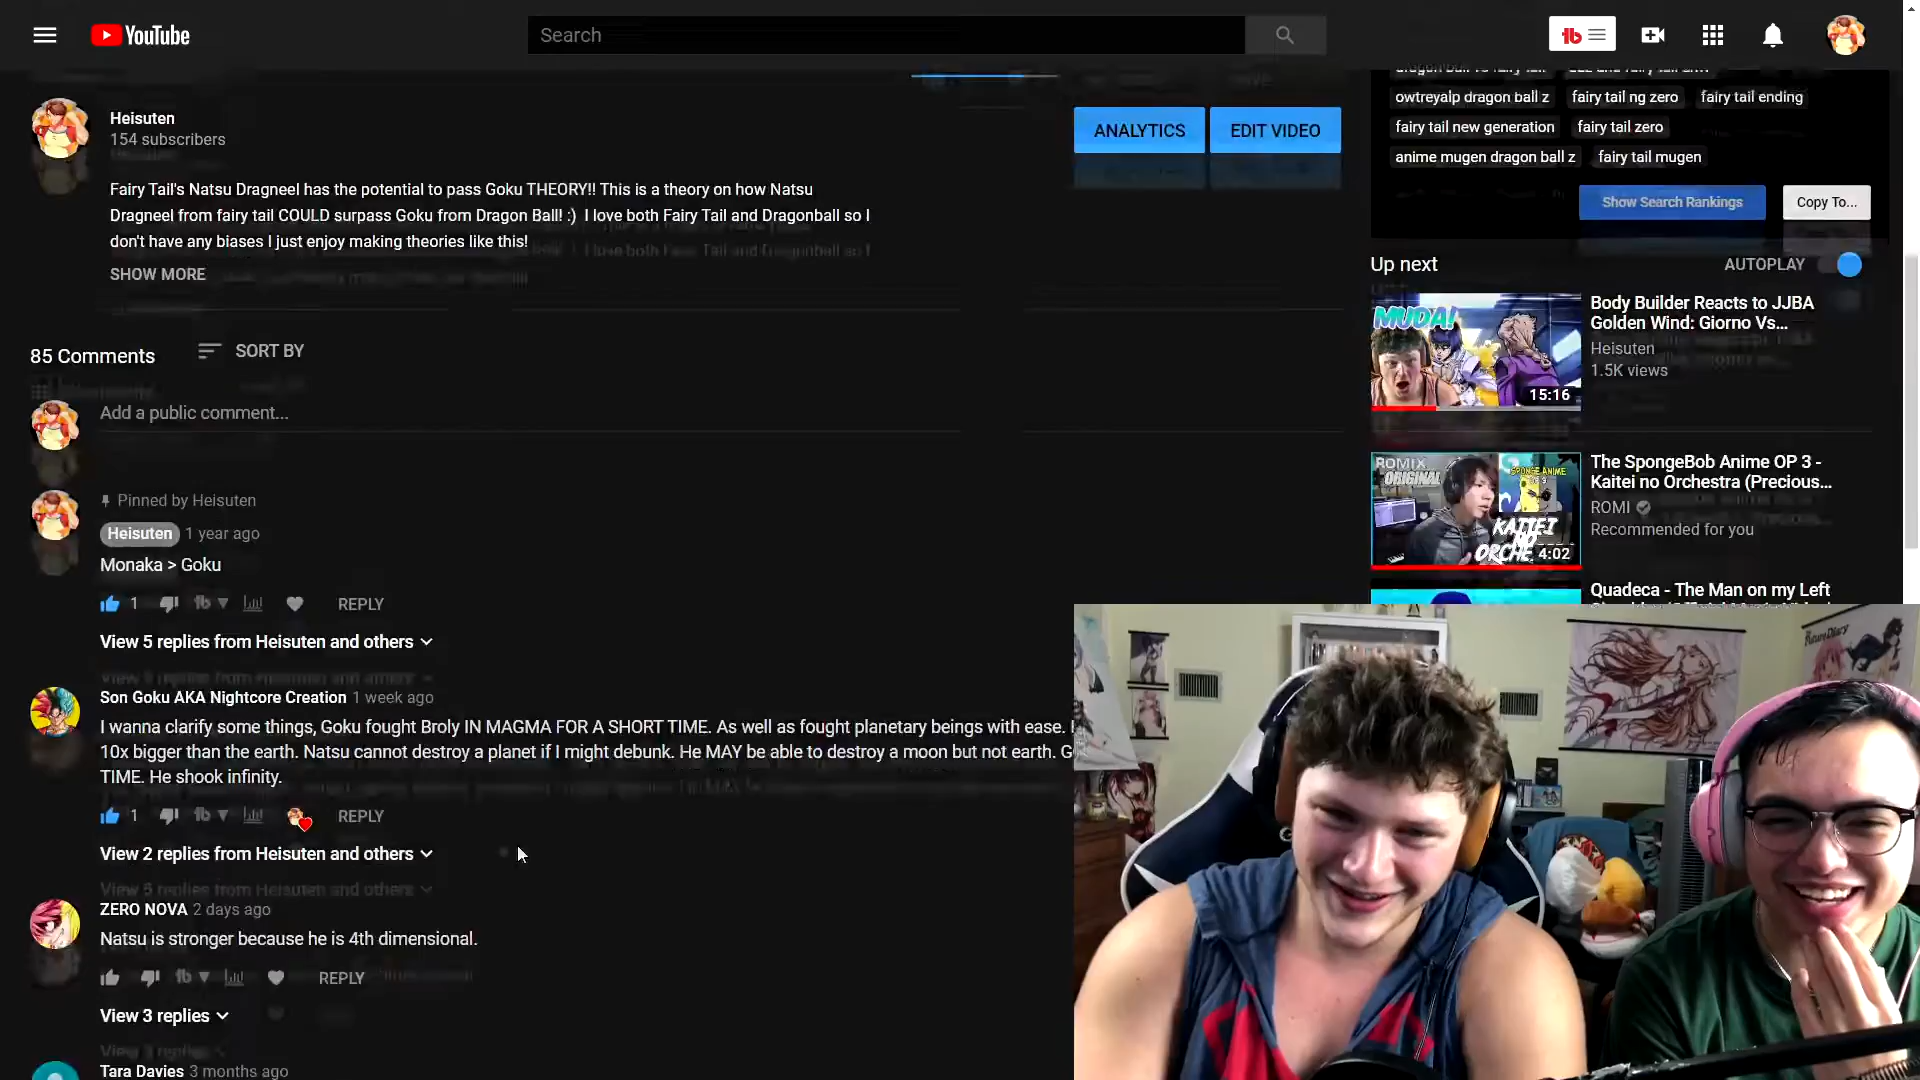 YouTube
Search
owtreyalp dragon ball z
fairy tail ng zero
fairy tail ending
fairy tail new generation
fairy tail zero
anime mugen dragon ball z
fairy tail mugen
Show Search Rankings
Copy To...
Heisuten
154 subscribers
ANALYTICS
EDIT VIDEO
Fairy Tail's Natsu Dragneel has the potential to pass Goku THEORY!! This is a theory on how Natsu
Dragneel from fairy tail COULD surpass Goku from Dragon Ball! :) I love both Fairy Tail and Dragonball so I
don't have any biases I just enjoy making theories like this!
SHOW MORE
85 Comments
SORT BY
Add a public comment...
Pinned by Heisuten
Heisuten 1 year ago
Monaka > Goku
1
REPLY
View 5 replies from Heisuten and others
Son Goku AKA Nightcore Creation 1 week ago
I wanna clarify some things, Goku fought Broly IN MAGMA FOR A SHORT TIME. As well as fought planetary beings with ease.
10x bigger than the earth. Natsu cannot destroy a planet if I might debunk. He MAY be able to destroy a moon but not earth.
TIME. He shook infinity.
1
REPLY
View 2 replies from Heisuten and others
ZERO NOVA 2 days ago
Natsu is stronger because he is 4th dimensional.
REPLY
View 3 replies
Tara Davies 3 months ago
Up next
AUTOPLAY
MUDA!
15:16
Body Builder Reacts to JJBA
Golden Wind: Giorno Vs...
Heisuten
1.5K views
ROMIX
ORIGINAL
SPONGE ANIME
KAITEI
NO
ORCHE
4:02
The SpongeBob Anime OP 3 -
Kaitei no Orchestra (Precious...
ROMI
Recommended for you
Quadeca - The Man on my Left